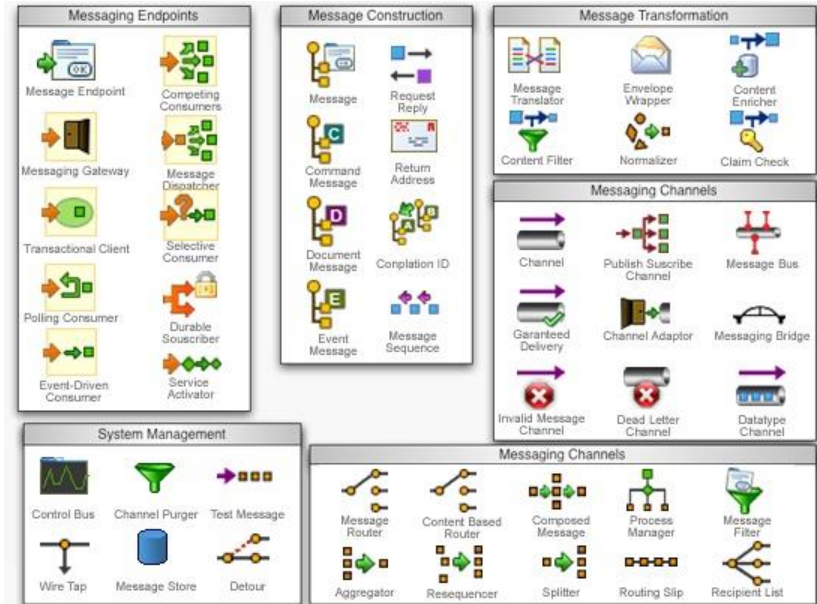 Messaging Endpoints
Message Endpoint
Competing
Consumers
Messaging Gateway
Message
Dispatcher
Transactional Client
Selective
Consumer
Polling Consumer
Durable
Souscriber
Event-Driven
Consumer
Service
Activator
Message Construction
Message
Request
Reply
C
Command
Message
Return
Address
D
Document
Message
Conplation ID
E
Event
Message
Message
Sequence
Message Transformation
Message
Translator
Envelope
Wrapper
Content
Enricher
Content Filter
Normalizer
Claim Check
Messaging Channels
Channel
Publish Suscribe
Channel
Message Bus
Garanteed
Delivery
Channel Adaptor
Messaging Bridge
Invalid Message
Channel
Dead Letter
Channel
Datatype
Channel
System Management
Control Bus
Channel Purger
Test Message
Wire Tap
Message Store
Detour
Messaging Channels
Message
Router
Content Based
Router
Composed
Message
Process
Manager
Message
Filter
Aggregator
Resequencer
Splitter
Routing Slip
Recipient List